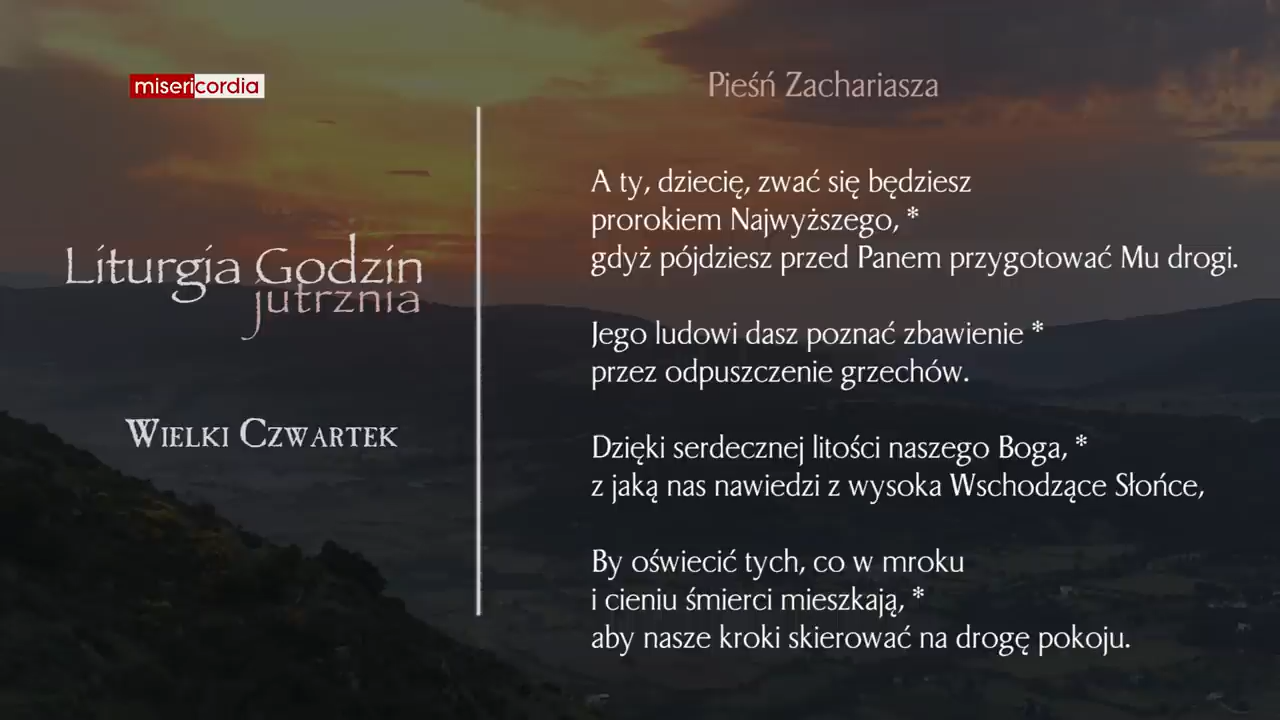 misericordia
Liturgia Godzin
jutrznia
Wielki Czwartek
Pieśń Zachariasza
A ty, dziecię, zwać się będziesz
prorokiem Najwyższego, *
gdyż pójdziesz przed Panem przygotować Mu drogi.
Jego ludowi dasz poznać zbawienie *
przez odpuszczenie grzechów.
Dzięki serdecznej litości naszego Boga, *
z jaką nas nawiedzi z wysoka Wschodzące Słońce,
By oświecić tych, co w mroku
i cieniu śmierci mieszkają, *
aby nasze kroki skierować na drogę pokoju.